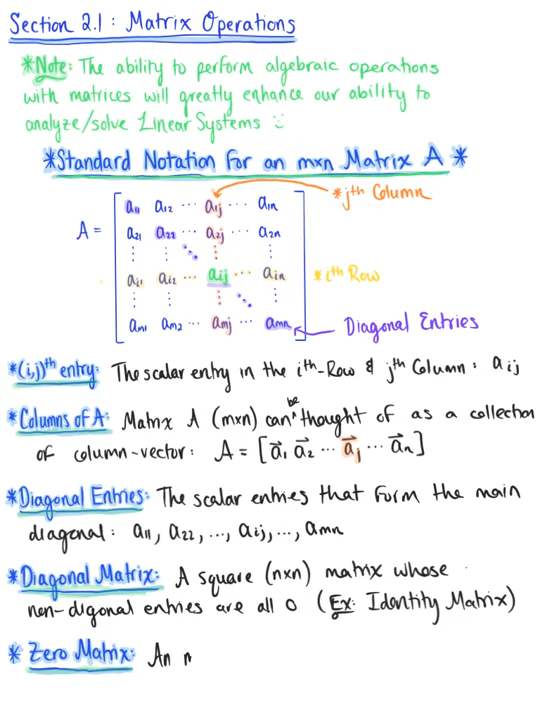 Section 2.1: Matrix Operations
*Note: The ability to perform algebraic operations
with matrices will greatly enhance our ability to
analyze/solve Linear Systems :)
*Standard Notation for an mxn Matrix A *
*jth Column
A = [ a11 a12 ... a1j ... a1n
a21 a22 ... a2j ... a2n
⋮ ⋮ ⋱ ⋮ ⋮
ai1 ai2 ... aij ... ain
*ith Row
⋮ ⋮ ⋮ ⋱ ⋮
am1 am2 ... amj ... amn ]
Diagonal Entries
*(i,j)th entry: The scalar entry in the ith-Row & jth Column: aij
*Columns of A: Matrix A (mxn) can be thought of as a collection
of column-vector: A = [a⃗1 a⃗2 ... a⃗j ... a⃗n]
*Diagonal Entries: The scalar entries that form the main
diagonal: a11, a22, ..., aij, ..., amn
*Diagonal Matrix: A square (nxn) matrix whose
non-digonal entries are all 0 (Ex: Identity Matrix)
* Zero Matrix: An